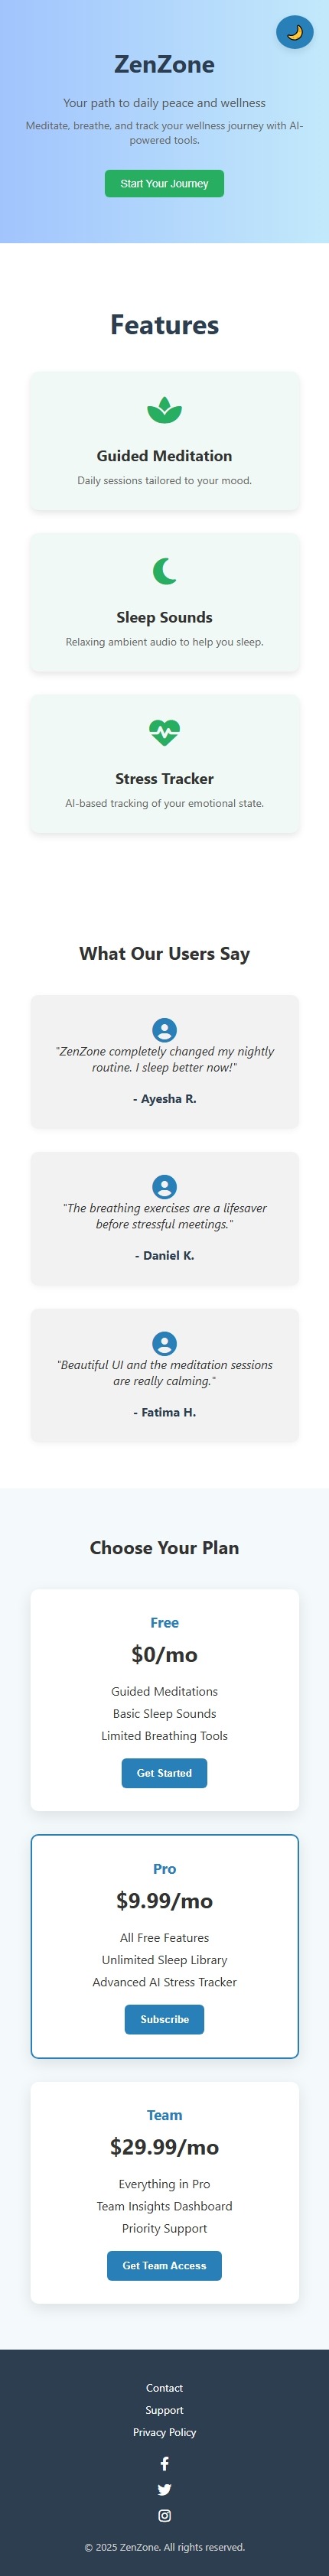 ZenZone
Your path to daily peace and wellness
Meditate, breathe, and track your wellness journey with AI-
powered tools.
Start Your Journey
Features
Guided Meditation
Daily sessions tailored to your mood.
Sleep Sounds
Relaxing ambient audio to help you sleep.
Stress Tracker
AI-based tracking of your emotional state.
What Our Users Say
"ZenZone completely changed my nightly
routine. I sleep better now!"
- Ayesha R.
"The breathing exercises are a lifesaver
before stressful meetings."
- Daniel K.
"Beautiful UI and the meditation sessions
are really calming."
- Fatima H.
Choose Your Plan
Free
$0/mo
Guided Meditations
Basic Sleep Sounds
Limited Breathing Tools
Get Started
Pro
$9.99/mo
All Free Features
Unlimited Sleep Library
Advanced AI Stress Tracker
Subscribe
Team
$29.99/mo
Everything in Pro
Team Insights Dashboard
Priority Support
Get Team Access
Contact
Support
Privacy Policy
© 2025 ZenZone. All rights reserved.